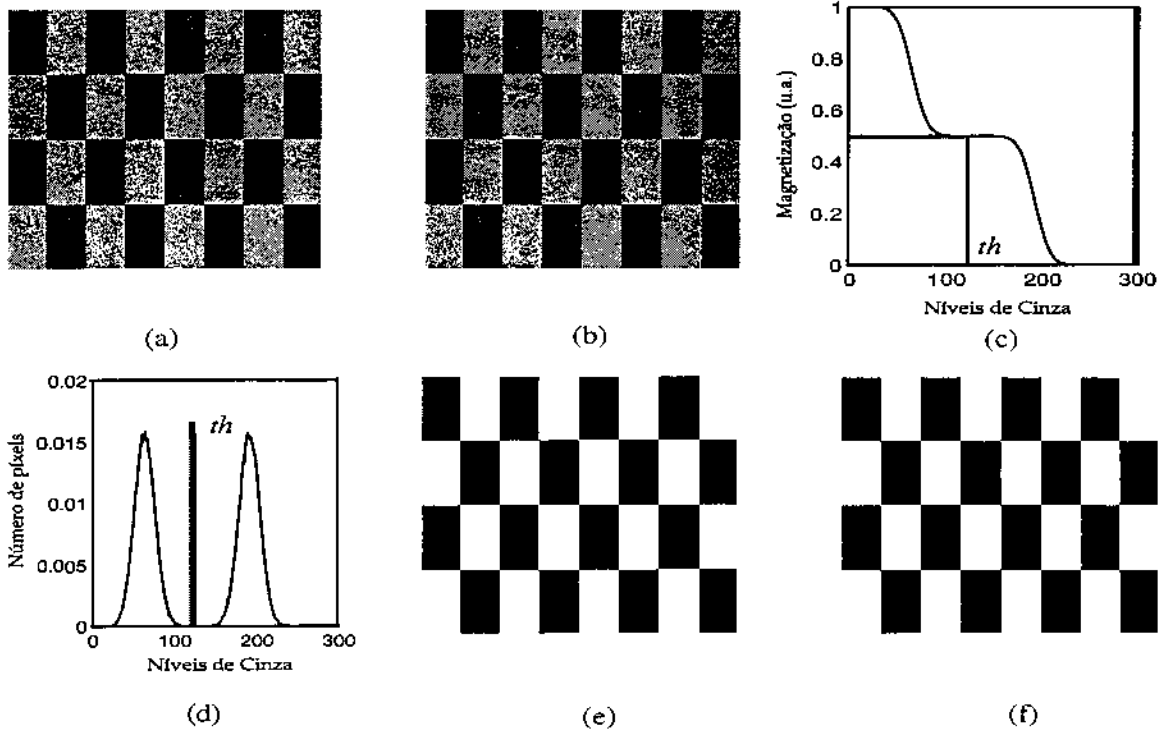 1
0.8
0.6
0.4
0.2
0
Magnetização (u.a.)
th
0
100
200
300
Níveis de Cinza
(a)
(b)
(c)
0.02
0.015
0.01
0.005
0
Número de pixels
th
0
100
200
300
Níveis de Cinza
(d)
(e)
(f)